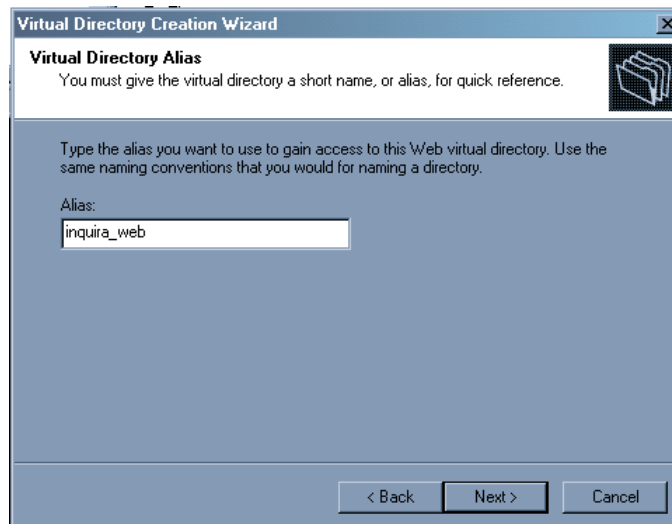 Virtual Directory Creation Wizard
Virtual Directory Alias
You must give the virtual directory a short name, or alias, for quick reference.
Type the alias you want to use to gain access to this Web virtual directory. Use the
same naming conventions that you would for naming a directory.
Alias:
inquira_web
< Back Next > Cancel